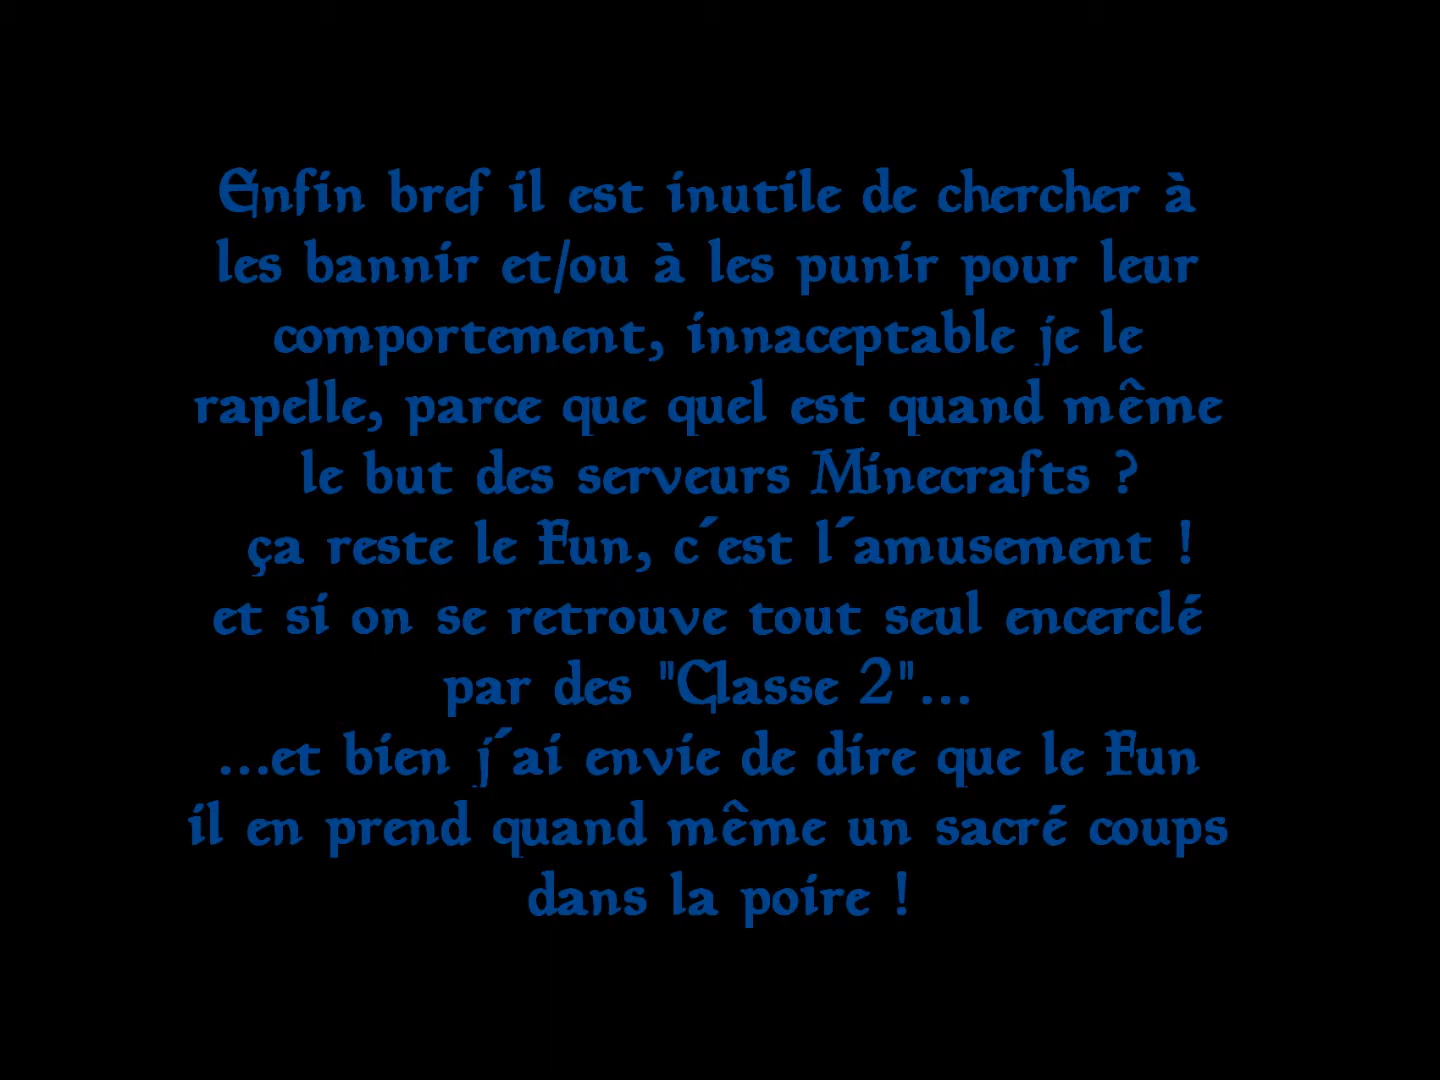 Enfin bref il est inutile de chercher à
les bannir et/ou à les punir pour leur
comportement, innaceptable je le
rapelle, parce que quel est quand même
le but des serveurs Minecrafts ?
ça reste le Fun, c´est l´amusement !
et si on se retrouve tout seul encerclé
par des "Classe 2"...
...et bien j´ai envie de dire que le Fun
il en prend quand même un sacré coups
dans la poire !